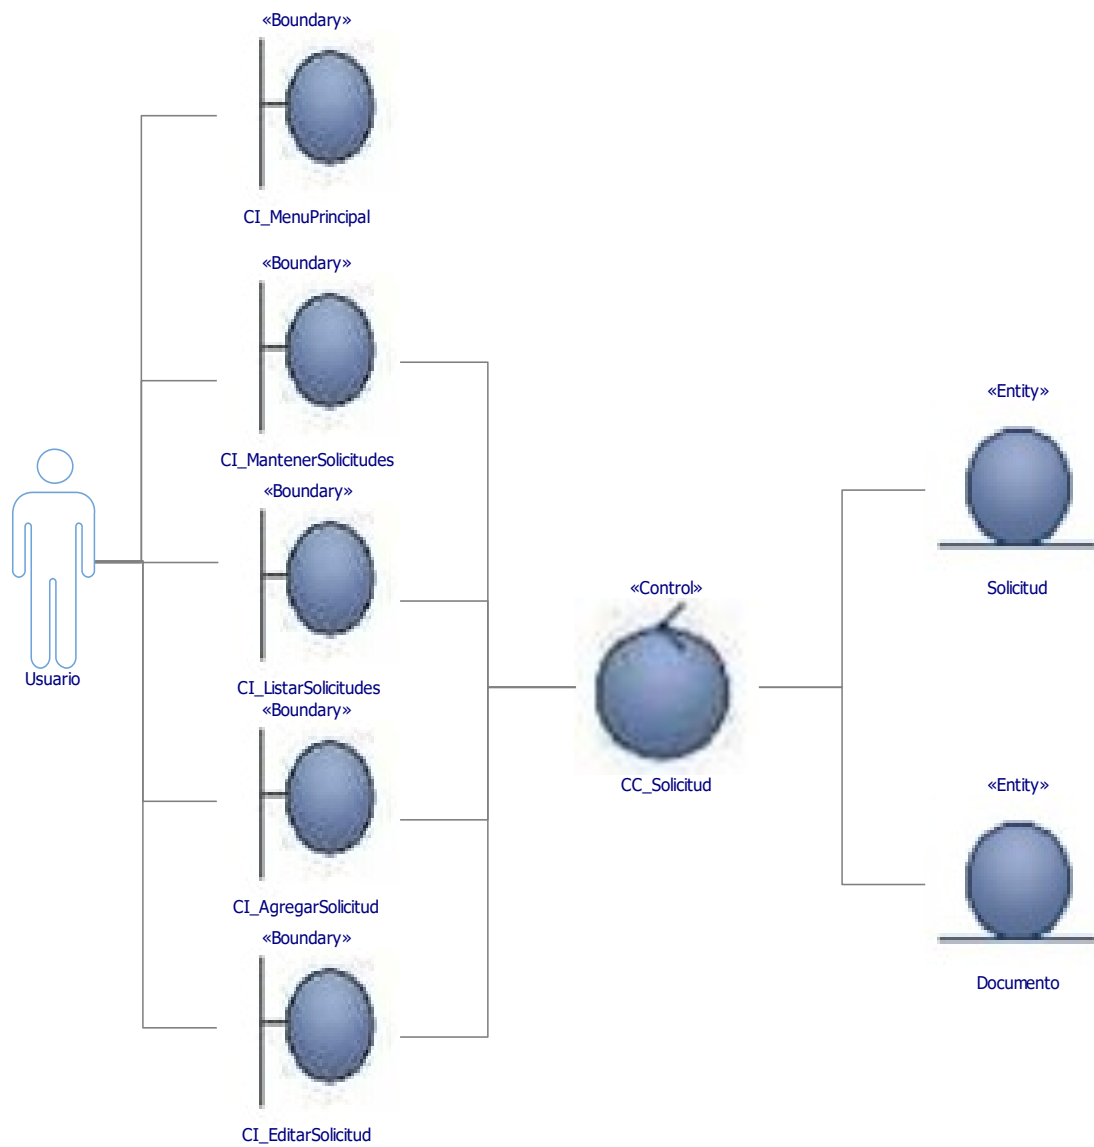 «Boundary»
CI_MenuPrincipal
«Boundary»
CI_MantenerSolicitudes
«Boundary»
CI_ListarSolicitudes
«Boundary»
CI_AgregarSolicitud
«Boundary»
CI_EditarSolicitud
Usuario
«Control»
CC_Solicitud
«Entity»
Solicitud
«Entity»
Documento